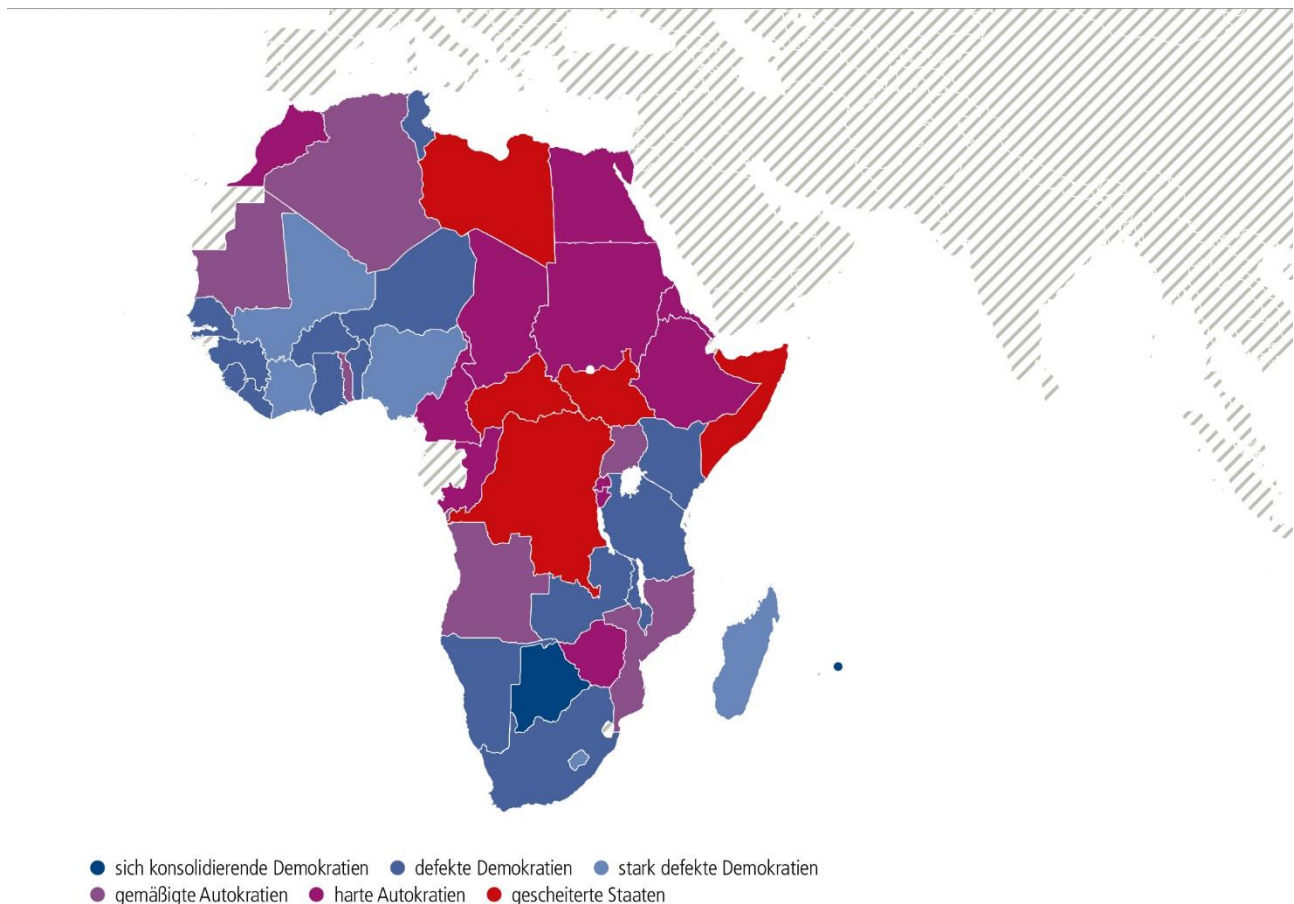 sich konsolidierende Demokratien defekte Demokratien stark defekte Demokratien
gemäßigte Autokratien harte Autokratien gescheiterte Staaten